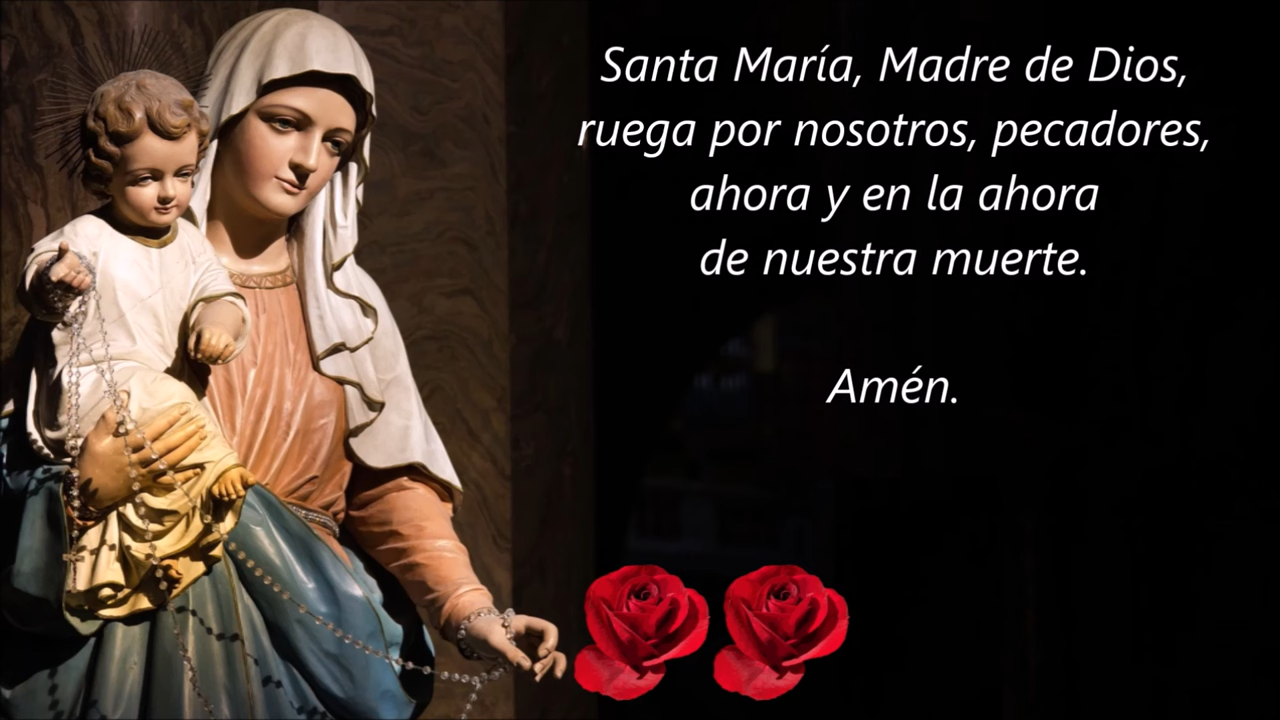 Santa María, Madre de Dios,
ruega por nosotros, pecadores,
ahora y en la ahora
de nuestra muerte.
Amén.